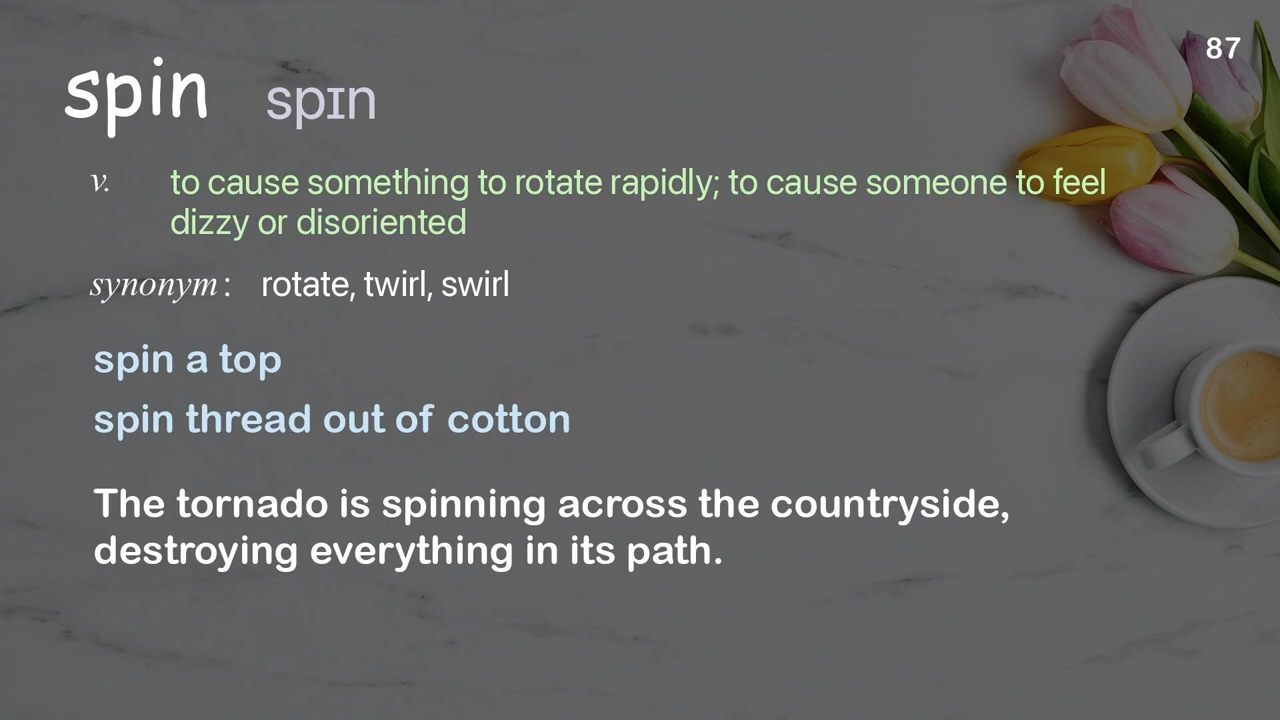 87
spin spɪn
v. to cause something to rotate rapidly; to cause someone to feel
dizzy or disoriented
synonym: rotate, twirl, swirl
spin a top
spin thread out of cotton
The tornado is spinning across the countryside,
destroying everything in its path.